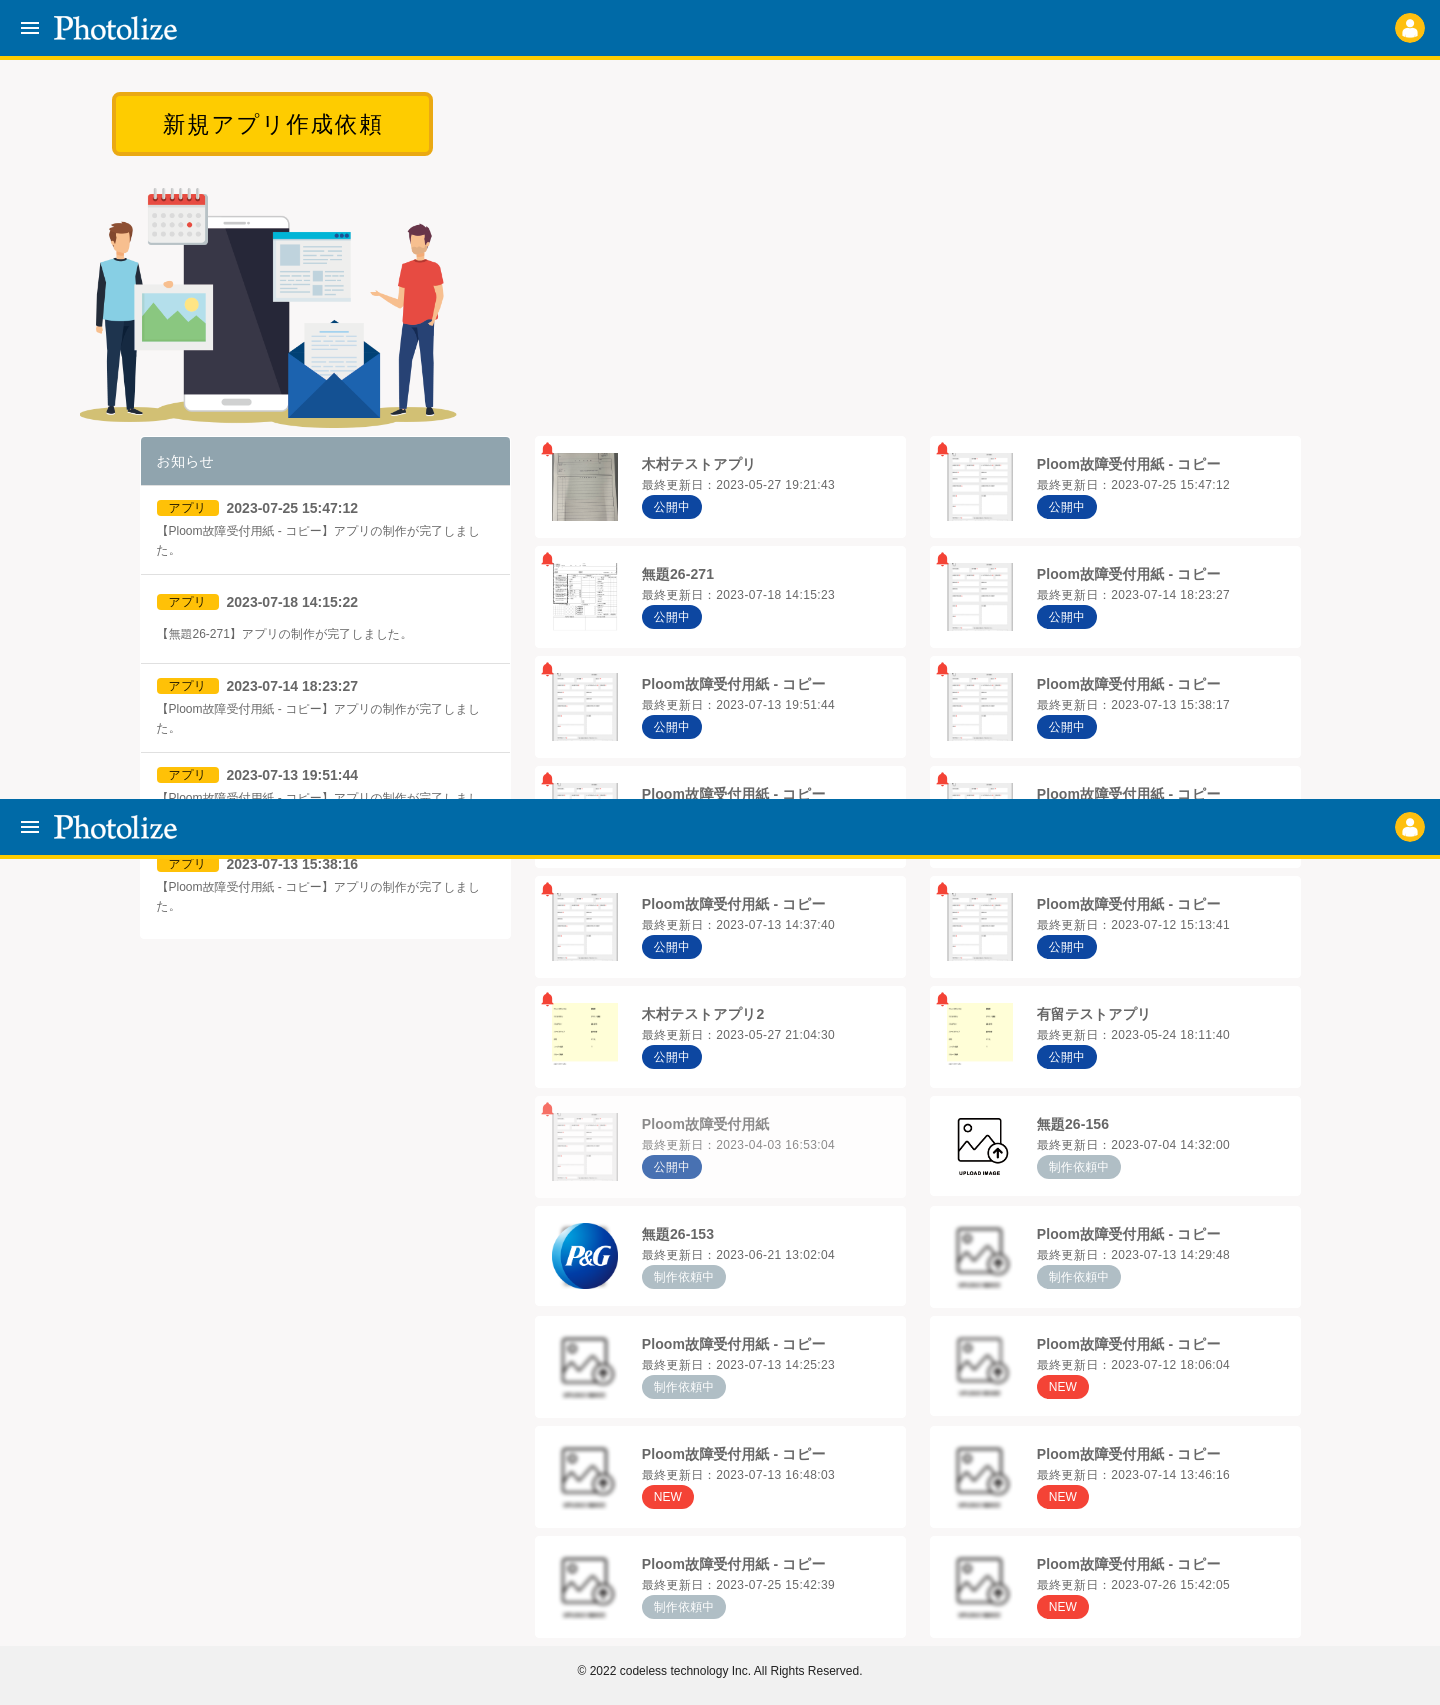 Photolize
新規アプリ作成依頼
お知らせ
アプリ 2023-07-25 15:47:12
【Ploom故障受付用紙 - コピー】アプリの制作が完了しまし
た。
アプリ 2023-07-18 14:15:22
【無題26-271】アプリの制作が完了しました。
アプリ 2023-07-14 18:23:27
【Ploom故障受付用紙 - コピー】アプリの制作が完了しまし
た。
アプリ 2023-07-13 19:51:44
【Ploom故障受付用紙 - コピー】アプリの制作が完了しまし
木村テストアプリ
最終更新日：2023-05-27 19:21:43
公開中
Ploom故障受付用紙 - コピー
最終更新日：2023-07-25 15:47:12
公開中
無題26-271
最終更新日：2023-07-18 14:15:23
公開中
Ploom故障受付用紙 - コピー
最終更新日：2023-07-14 18:23:27
公開中
Ploom故障受付用紙 - コピー
最終更新日：2023-07-13 19:51:44
公開中
Ploom故障受付用紙 - コピー
最終更新日：2023-07-13 15:38:17
公開中
Ploom故障受付用紙 - コピー
Ploom故障受付用紙 - コピー
Photolize
アプリ 2023-07-13 15:38:16
【Ploom故障受付用紙 - コピー】アプリの制作が完了しまし
た。
Ploom故障受付用紙 - コピー
最終更新日：2023-07-13 14:37:40
公開中
Ploom故障受付用紙 - コピー
最終更新日：2023-07-12 15:13:41
公開中
木村テストアプリ2
最終更新日：2023-05-27 21:04:30
公開中
有留テストアプリ
最終更新日：2023-05-24 18:11:40
公開中
Ploom故障受付用紙
最終更新日：2023-04-03 16:53:04
公開中
UPLOAD IMAGE
無題26-156
最終更新日：2023-07-04 14:32:00
制作依頼中
P&G
無題26-153
最終更新日：2023-06-21 13:02:04
制作依頼中
Ploom故障受付用紙 - コピー
最終更新日：2023-07-13 14:29:48
制作依頼中
Ploom故障受付用紙 - コピー
最終更新日：2023-07-13 14:25:23
制作依頼中
Ploom故障受付用紙 - コピー
最終更新日：2023-07-12 18:06:04
NEW
Ploom故障受付用紙 - コピー
最終更新日：2023-07-13 16:48:03
NEW
Ploom故障受付用紙 - コピー
最終更新日：2023-07-14 13:46:16
NEW
Ploom故障受付用紙 - コピー
最終更新日：2023-07-25 15:42:39
制作依頼中
Ploom故障受付用紙 - コピー
最終更新日：2023-07-26 15:42:05
NEW
© 2022 codeless technology Inc. All Rights Reserved.